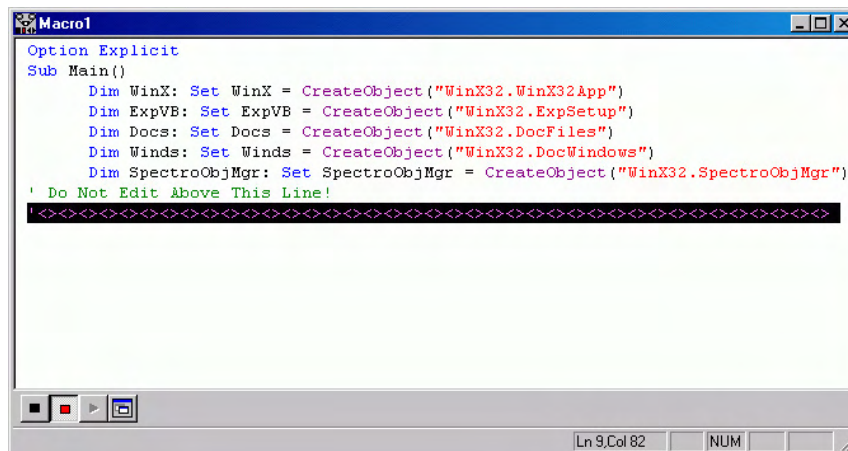 Macro1
Option Explicit
Sub Main()
Dim WinX: Set WinX = CreateObject("WinX32.WinX32App")
Dim ExpVB: Set ExpVB = CreateObject("WinX32.ExpSetup")
Dim Docs: Set Docs = CreateObject("WinX32.DocFiles")
Dim Winds: Set Winds = CreateObject("WinX32.DocWindows")
Dim SpectroObjMgr: Set SpectroObjMgr = CreateObject("WinX32.SpectroObjMgr")
' Do Not Edit Above This Line!
'<><><><><><><><><><><><><><><><><><><><><><><><><><><><><><><><><><><><><><>
Ln 9,Col 82 NUM